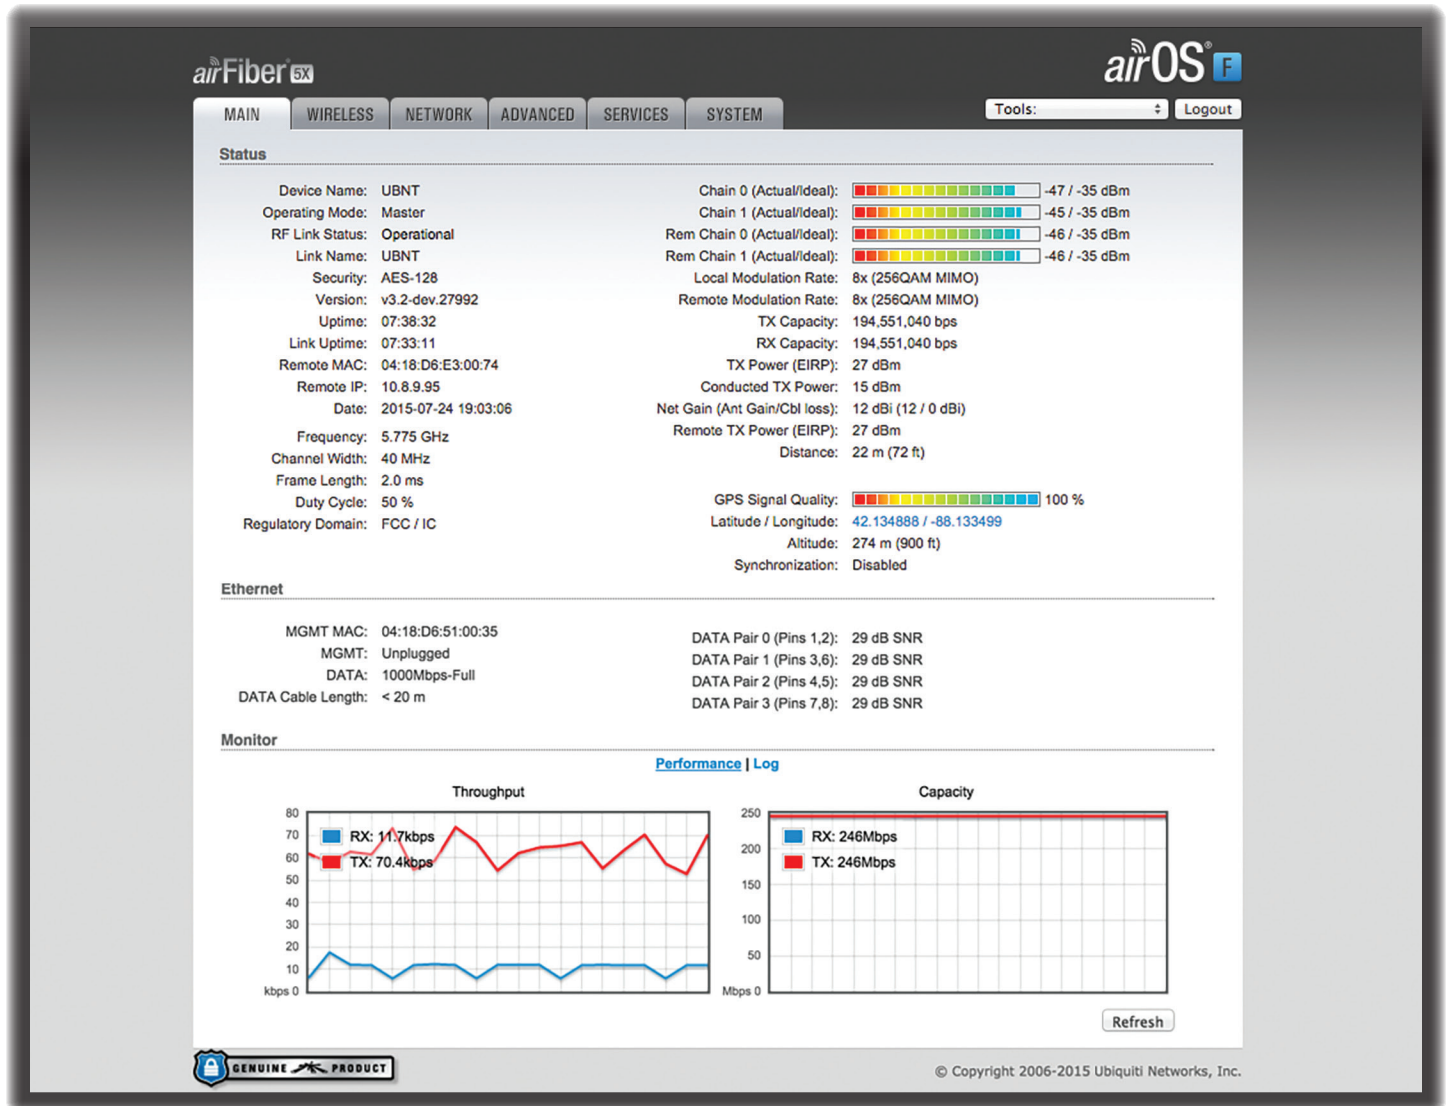 airFiber 5X
airOS® F
MAIN WIRELESS NETWORK ADVANCED SERVICES SYSTEM
Tools: Logout
Status
Device Name: UBNT
Operating Mode: Master
RF Link Status: Operational
Link Name: UBNT
Security: AES-128
Version: v3.2-dev.27992
Uptime: 07:38:32
Link Uptime: 07:33:11
Remote MAC: 04:18:D6:E3:00:74
Remote IP: 10.8.9.95
Date: 2015-07-24 19:03:06
Frequency: 5.775 GHz
Channel Width: 40 MHz
Frame Length: 2.0 ms
Duty Cycle: 50 %
Regulatory Domain: FCC / IC
Chain 0 (Actual/Ideal): -47 / -35 dBm
Chain 1 (Actual/Ideal): -45 / -35 dBm
Rem Chain 0 (Actual/Ideal): -46 / -35 dBm
Rem Chain 1 (Actual/Ideal): -46 / -35 dBm
Local Modulation Rate: 8x (256QAM MIMO)
Remote Modulation Rate: 8x (256QAM MIMO)
TX Capacity: 194,551,040 bps
RX Capacity: 194,551,040 bps
TX Power (EIRP): 27 dBm
Conducted TX Power: 15 dBm
Net Gain (Ant Gain/Cbl loss): 12 dBi (12 / 0 dBi)
Remote TX Power (EIRP): 27 dBm
Distance: 22 m (72 ft)
GPS Signal Quality: 100 %
Latitude / Longitude: 42.134888 / -88.133499
Altitude: 274 m (900 ft)
Synchronization: Disabled
Ethernet
MGMT MAC: 04:18:D6:51:00:35
MGMT: Unplugged
DATA: 1000Mbps-Full
DATA Cable Length: < 20 m
DATA Pair 0 (Pins 1,2): 29 dB SNR
DATA Pair 1 (Pins 3,6): 29 dB SNR
DATA Pair 2 (Pins 4,5): 29 dB SNR
DATA Pair 3 (Pins 7,8): 29 dB SNR
Monitor
Performance | Log
Throughput
80
70
60
50
40
30
20
10
kbps 0
RX: 11.7kbps
TX: 70.4kbps
Capacity
250
200
150
100
50
Mbps 0
RX: 246Mbps
TX: 246Mbps
Refresh
GENUINE PRODUCT
© Copyright 2006-2015 Ubiquiti Networks, Inc.